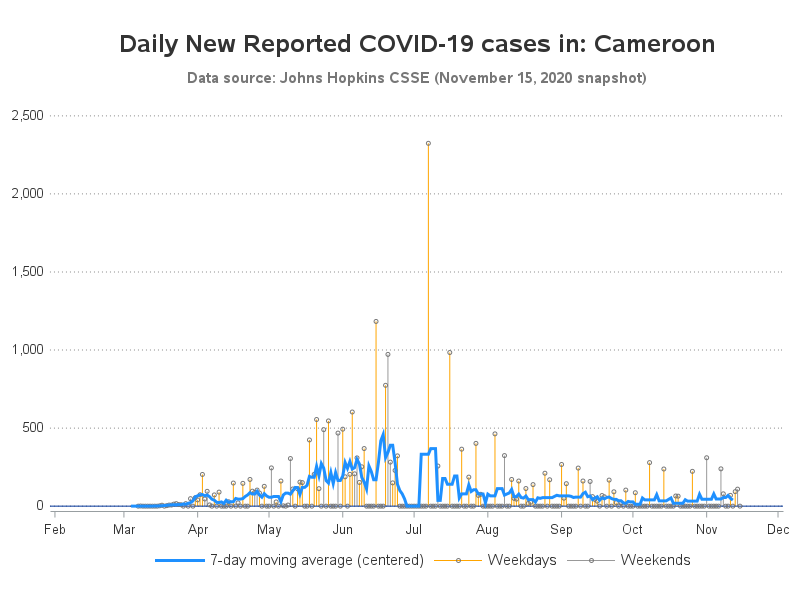 Daily New Reported COVID-19 cases in: Cameroon
Data source: Johns Hopkins CSSE (November 15, 2020 snapshot)
2,500
2,000
1,500
1,000
500
0
Feb Mar Apr May Jun Jul Aug Sep Oct Nov Dec
7-day moving average (centered) Weekdays Weekends